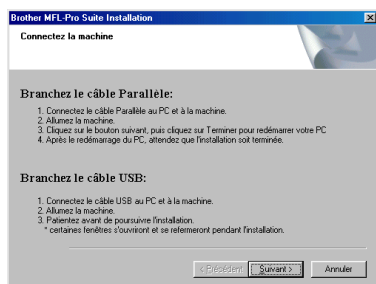 Brother MFL-Pro Suite Installation
Connectez la machine
Branchez le câble Parallèle:
1. Connectez le câble Parallèle au PC et à la machine.
2. Allumez la machine.
3. Cliquez sur le bouton suivant, puis cliquez sur Terminer pour redémarrer votre PC
4. Après le redémarrage du PC, attendez que l'installation soit terminée.
Branchez le câble USB:
1. Connectez le câble USB au PC et à la machine.
2. Allumez la machine.
3. Patientez avant de poursuivre l'installation.
* certaines fenêtres s'ouvriront et se refermeront pendant l'installation.
< Précédent Suivant > Annuler